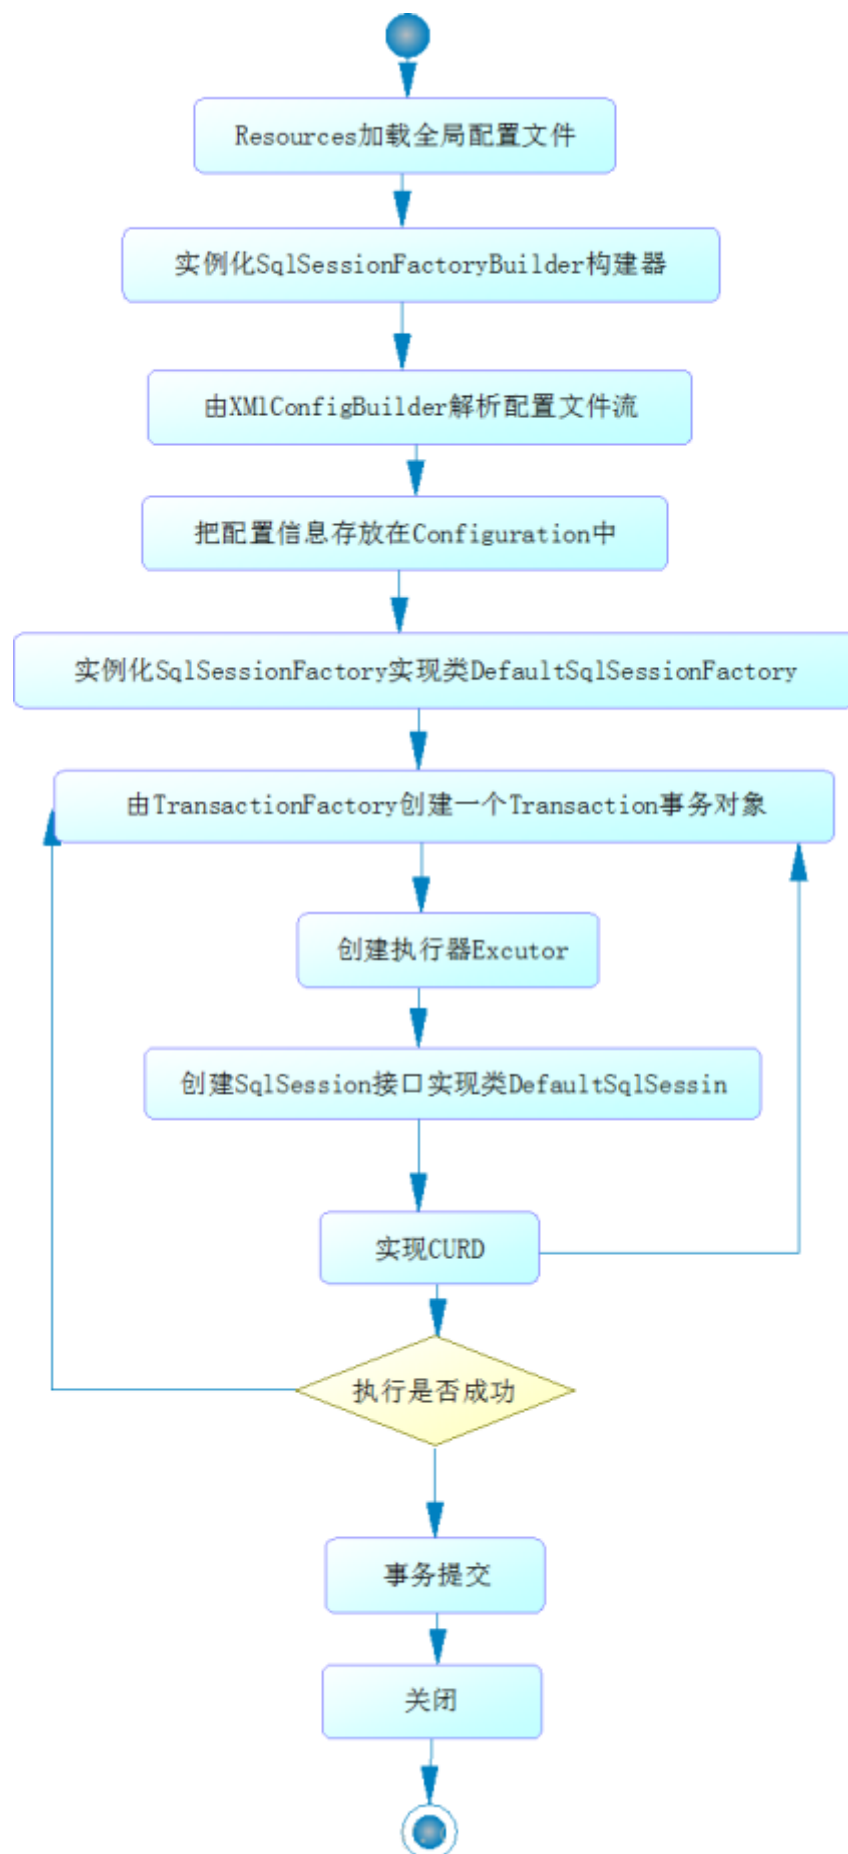 Resources加载全局配置文件
实例化SqlSessionFactoryBuilder构建器
由XMlConfigBuilder解析配置文件流
把配置信息存放在Configuration中
实例化SqlSessionFactory实现类DefaultSqlSessionFactory
由TransactionFactory创建一个Transaction事务对象
创建执行器Excutor
创建SqlSession接口实现类DefaultSqlSessin
实现CURD
执行是否成功
事务提交
关闭